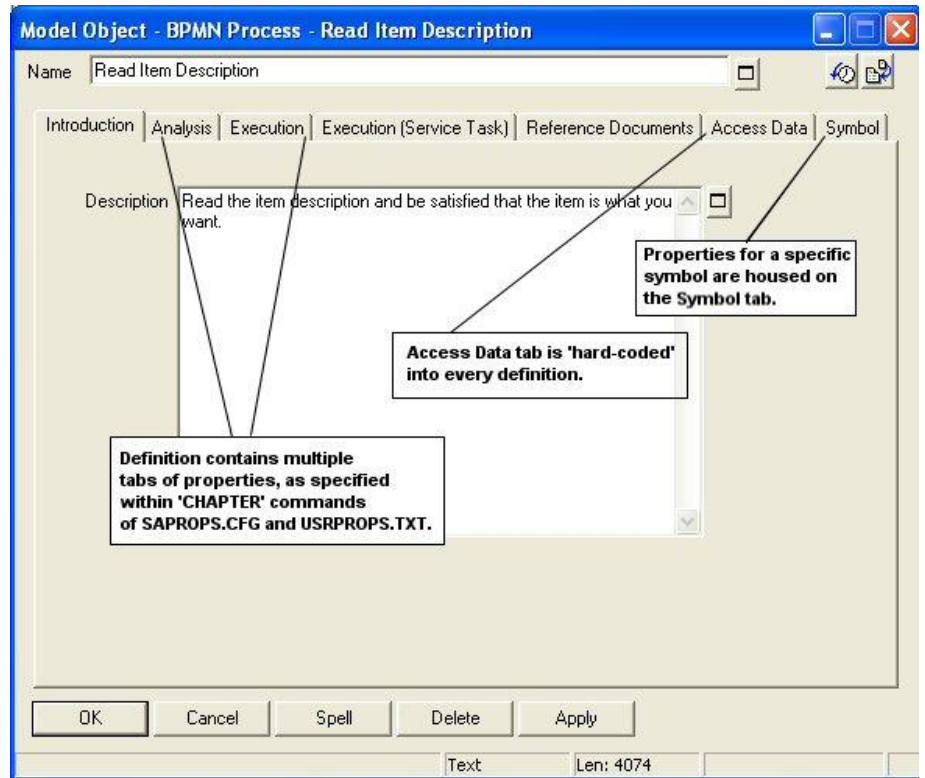 Model Object - BPMN Process - Read Item Description
Name Read Item Description
Introduction Analysis Execution Execution (Service Task) Reference Documents Access Data Symbol
Description Read the item description and be satisfied that the item is what you
want.
Properties for a specific
symbol are housed on
the Symbol tab.
Access Data tab is 'hard-coded'
into every definition.
Definition contains multiple
tabs of properties, as specified
within 'CHAPTER' commands
of SAPROPS.CFG and USRPROPS.TXT.
OK Cancel Spell Delete Apply
Text Len: 4074